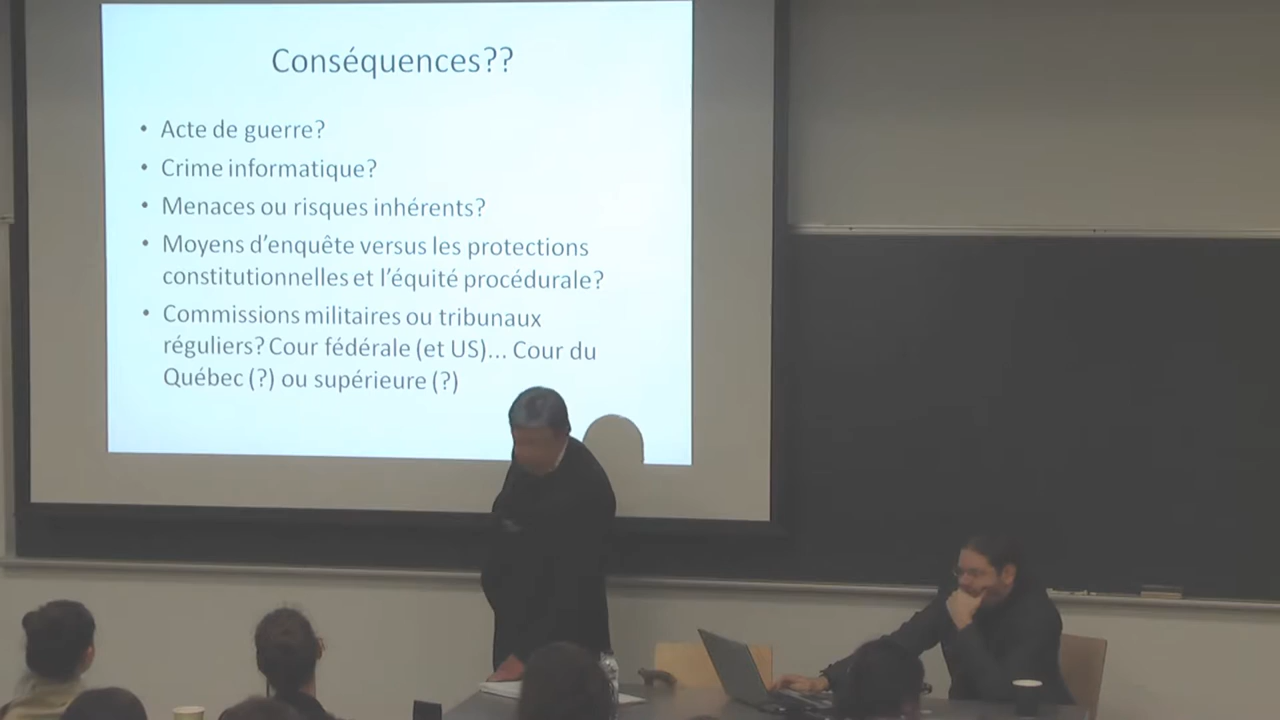 Conséquences??
• Acte de guerre?
• Crime informatique?
• Menaces ou risques inhérents?
• Moyens d’enquête versus les protections
constitutionnelles et l’équité procédurale?
• Commissions militaires ou tribunaux
réguliers? Cour fédérale (et US)... Cour du
Québec (?) ou supérieure (?)